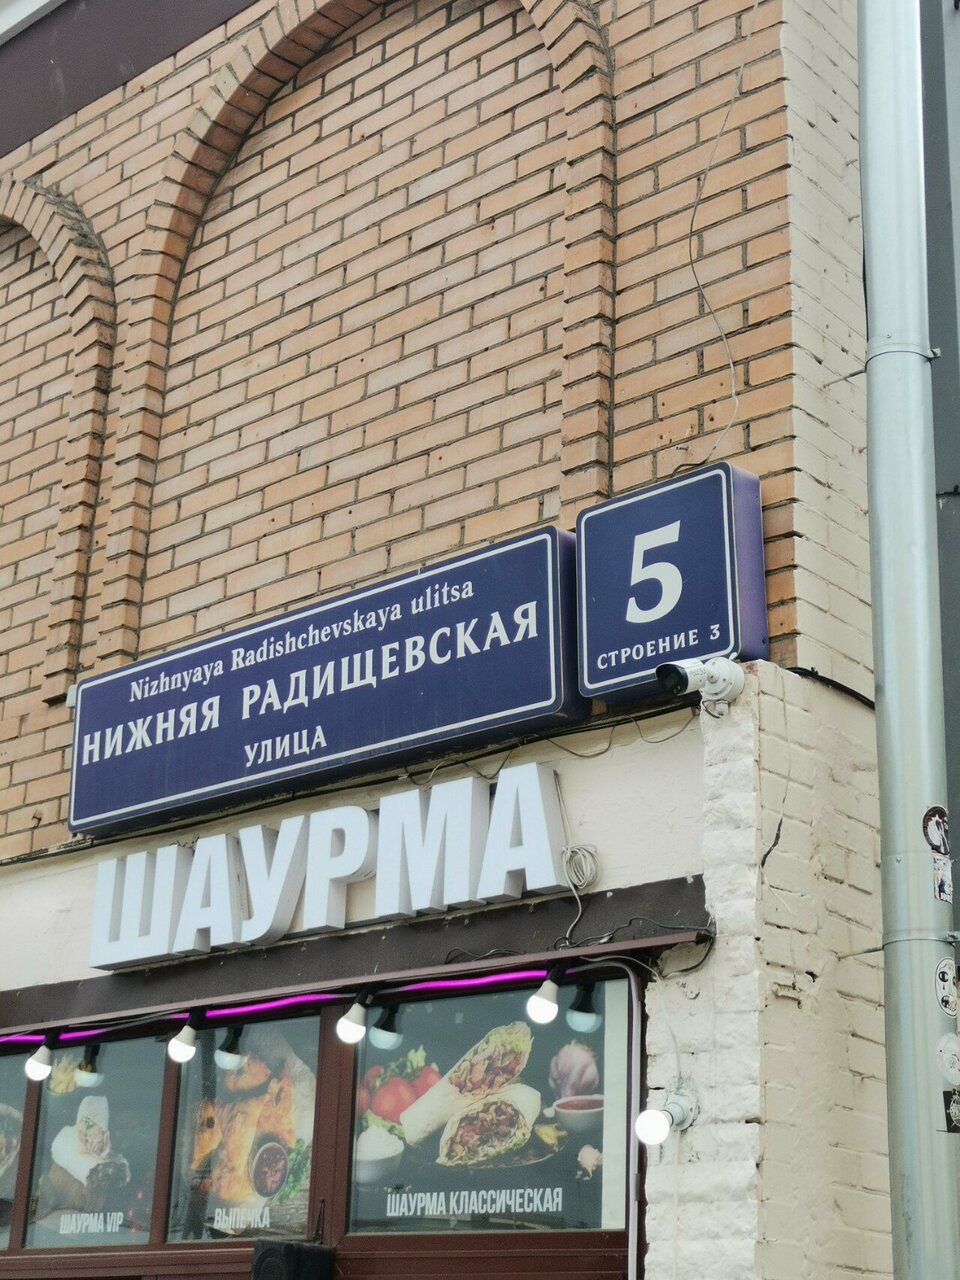 Nizhnyaya Radishchevskaya ulitsa
НИЖНЯЯ РАДИЩЕВСКАЯ
УЛИЦА
5
СТРОЕНИЕ 3
ШАУРМА
ШАУРМА VIP
ВЫПЕЧКА
ШАУРМА КЛАССИЧЕСКАЯ